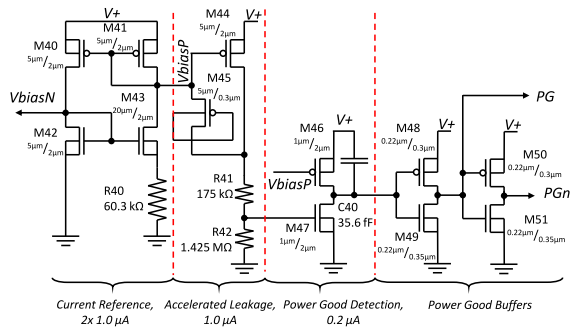 V+
M40
5μm/2μm
M41
5μm/2μm
VbiasN
M42
5μm/2μm
M43
20μm/2μm
R40
60.3 kΩ
M44
5μm/2μm
V+
VbiasP
M45
5μm/0.3μm
R41
175 kΩ
R42
1.425 MΩ
M46
1μm/2μm
V+
VbiasP
C40
35.6 fF
M47
1μm/2μm
M48
0.22μm/0.3μm
V+
M49
0.22μm/0.35μm
PG
V+
M50
0.22μm/0.3μm
PGn
M51
0.22μm/0.35μm
Current Reference,
2x 1.0 μA
Accelerated Leakage,
1.0 μA
Power Good Detection,
0.2 μA
Power Good Buffers